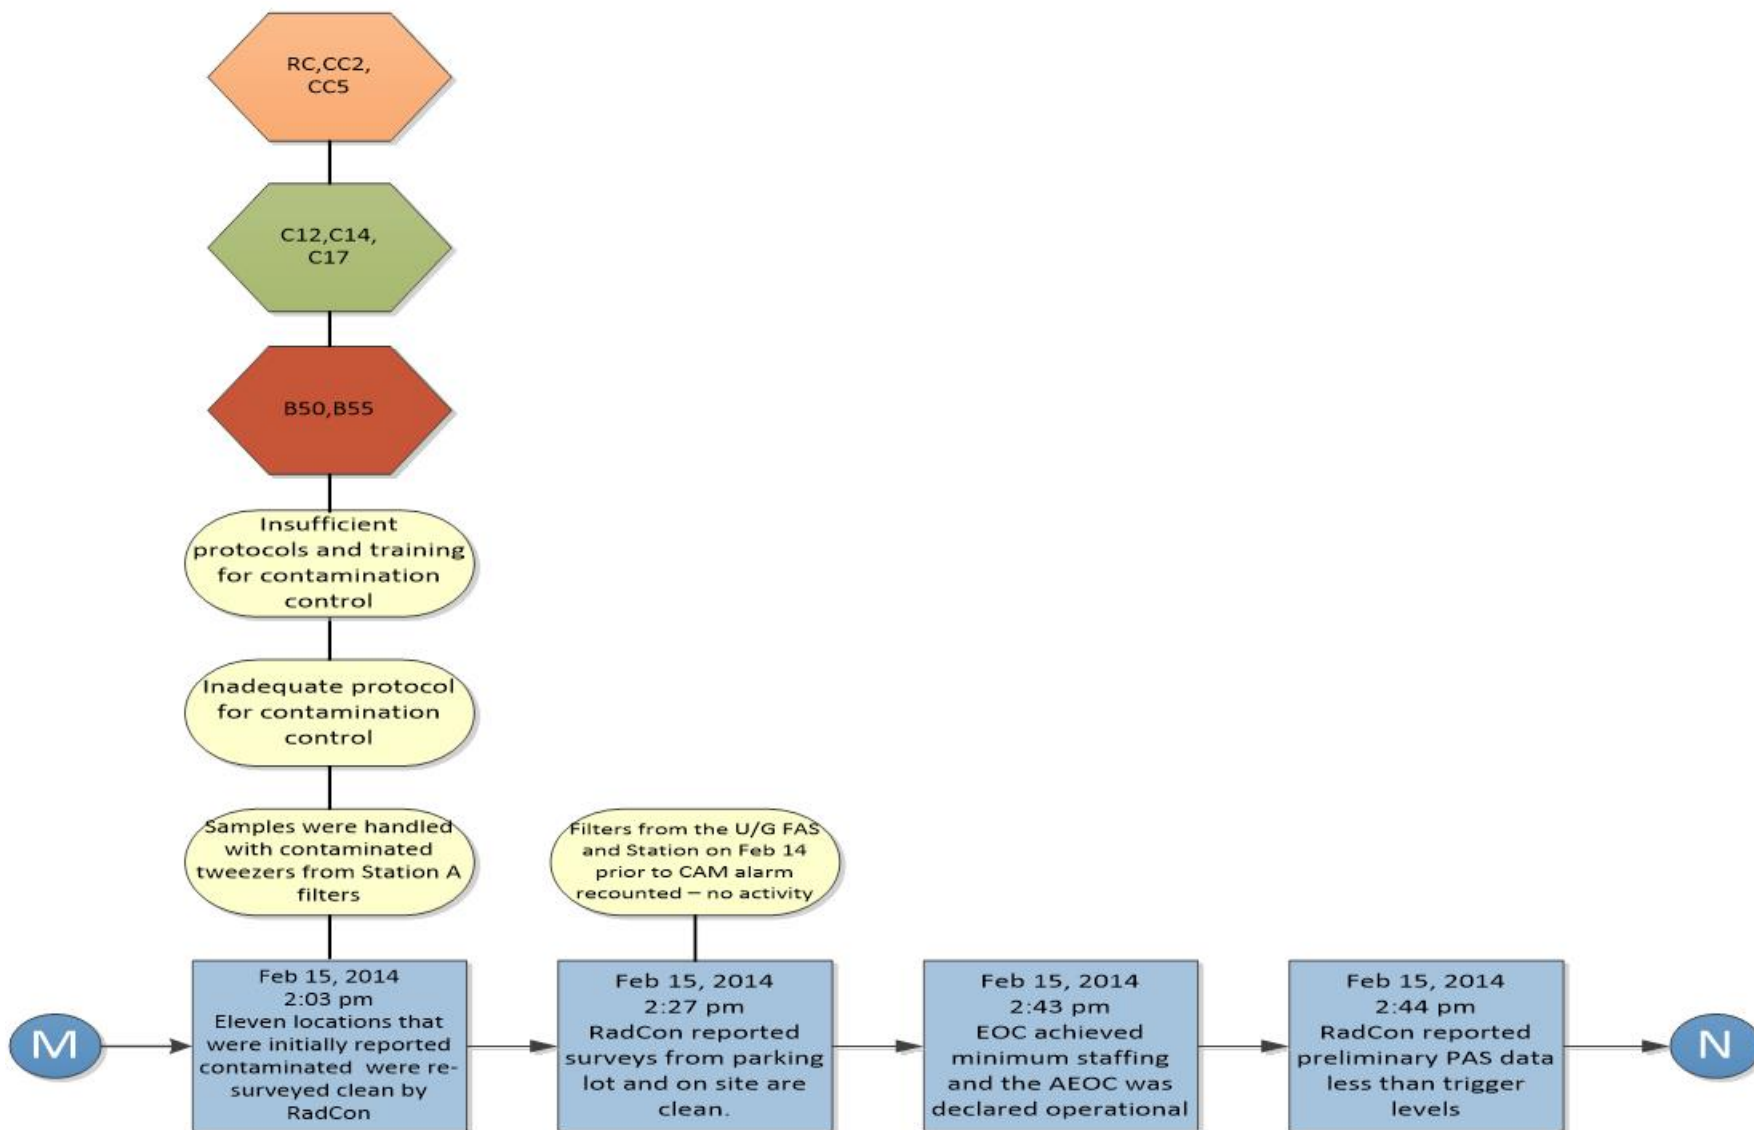 RC,CC2,
CC5
C12,C14,
C17
B50,B55
Insufficient
protocols and training
for contamination
control
Inadequate protocol
for contamination
control
Samples were handled
with contaminated
tweezers from Station A
filters
Filters from the U/G FAS
and Station on Feb 14
prior to CAM alarm
recounted – no activity
M
Feb 15, 2014
2:03 pm
Eleven locations that
were initially reported
contaminated were re-
surveyed clean by
RadCon
Feb 15, 2014
2:27 pm
RadCon reported
surveys from parking
lot and on site are
clean.
Feb 15, 2014
2:43 pm
EOC achieved
minimum staffing
and the AEOC was
declared operational
Feb 15, 2014
2:44 pm
RadCon reported
preliminary PAS data
less than trigger
levels
N